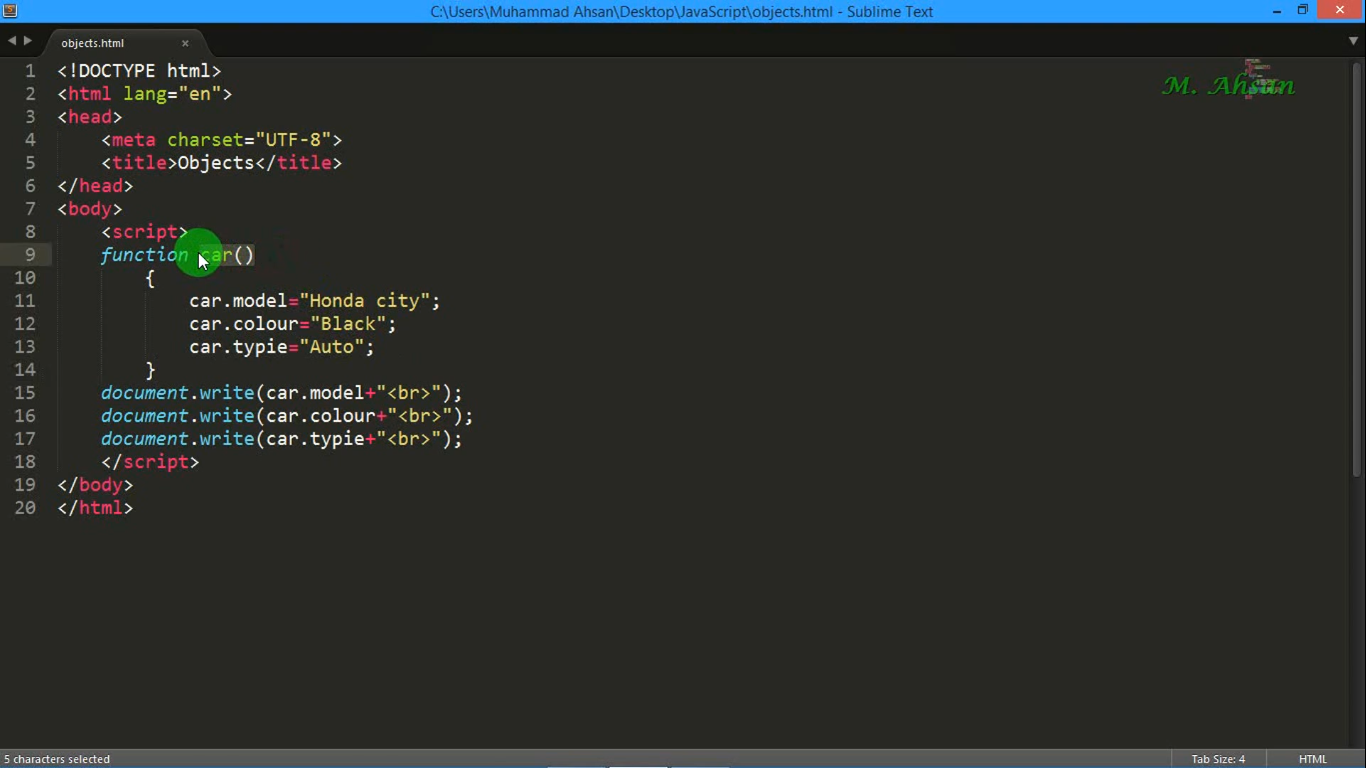 C:\Users\Muhammad Ahsan\Desktop\JavaScript\objects.html - Sublime Text
objects.html
M. Ahsan
1 <!DOCTYPE html>
2 <html lang="en">
3 <head>
4 <meta charset="UTF-8">
5 <title>Objects</title>
6 </head>
7 <body>
8 <script>
9 function car()
10 {
11 car.model="Honda city";
12 car.colour="Black";
13 car.typie="Auto";
14 }
15 document.write(car.model+"<br>");
16 document.write(car.colour+"<br>");
17 document.write(car.typie+"<br>");
18 </script>
19 </body>
20 </html>
5 characters selected
Tab Size: 4
HTML